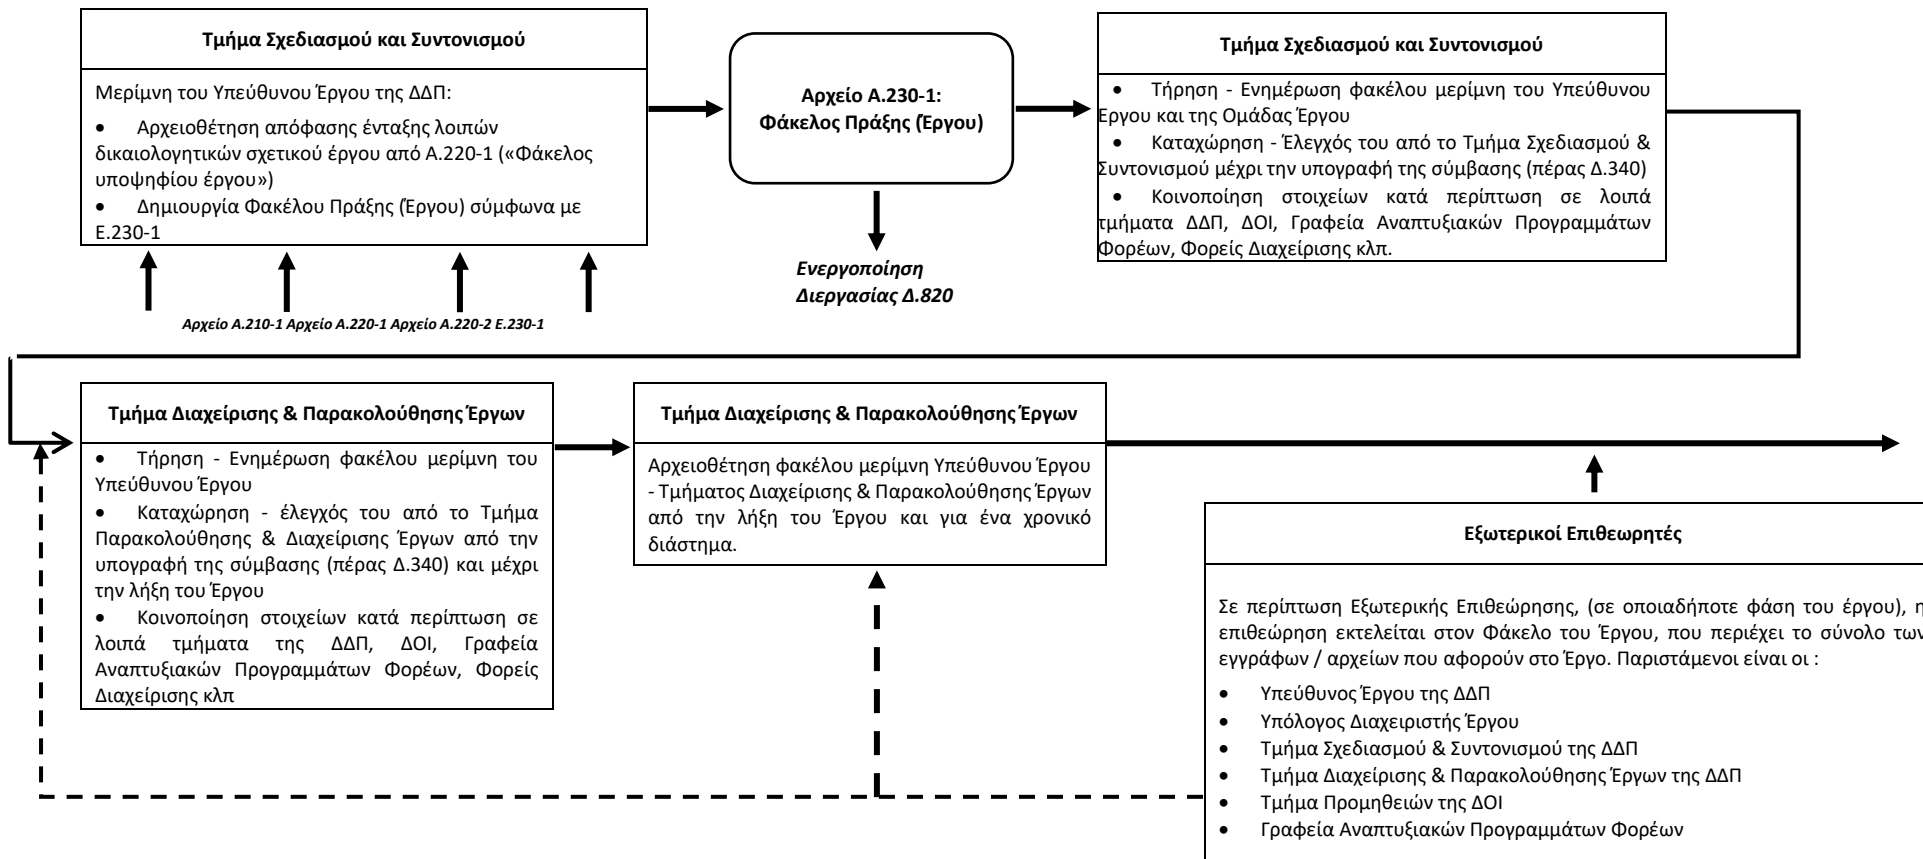 Τμήμα Σχεδιασμού και Συντονισμού
Μερίμνη του Υπεύθυνου Έργου της ΔΔΠ:
• Αρχειοθέτηση απόφασης ένταξης λοιπών
δικαιολογητικών σχετικού έργου από Α.220-1 («Φάκελος
υποψηφίου έργου»)
• Δημιουργία Φακέλου Πράξης (Έργου) σύμφωνα με
Ε.230-1
Αρχείο Α.210-1 Αρχείο Α.220-1 Αρχείο Α.220-2 Ε.230-1
Αρχείο Α.230-1:
Φάκελος Πράξης (Έργου)
Ενεργοποίηση
Διεργασίας Δ.820
Τμήμα Σχεδιασμού και Συντονισμού
• Τήρηση - Ενημέρωση φακέλου μερίμνη του Υπεύθυνου
Εργου και της Ομάδας Έργου
• Καταχώρηση - Έλεγχός του από το Τμήμα Σχεδιασμού &
Συντονισμού μέχρι την υπογραφή της σύμβασης (πέρας Δ.340)
• Κοινοποίηση στοιχείων κατά περίπτωση σε λοιπά
τμήματα ΔΔΠ, ΔΟΙ, Γραφεία Αναπτυξιακών Προγραμμάτων
Φορέων, Φορείς Διαχείρισης κλπ.
Τμήμα Διαχείρισης & Παρακολούθησης Έργων
• Τήρηση - Ενημέρωση φακέλου μερίμνη του
Υπεύθυνου Έργου
• Καταχώρηση - έλεγχός του από το Τμήμα
Παρακολούθησης & Διαχείρισης Έργων από την
υπογραφή της σύμβασης (πέρας Δ.340) και μέχρι
την λήξη του Έργου
• Κοινοποίηση στοιχείων κατά περίπτωση σε
λοιπά τμήματα της ΔΔΠ, ΔΟΙ, Γραφεία
Αναπτυξιακών Προγραμμάτων Φορέων, Φορείς
Διαχείρισης κλπ
Τμήμα Διαχείρισης & Παρακολούθησης Έργων
Αρχειοθέτηση φακέλου μερίμνη Υπεύθυνου Έργου
- Τμήματος Διαχείρισης & Παρακολούθησης Έργων
από την λήξη του Έργου και για ένα χρονικό
διάστημα.
Εξωτερικοί Επιθεωρητές
Σε περίπτωση Εξωτερικής Επιθεώρησης, (σε οποιαδήποτε φάση του έργου), η
επιθεώρηση εκτελείται στον Φάκελο του Έργου, που περιέχει το σύνολο των
εγγράφων / αρχείων που αφορούν στο Έργο. Παριστάμενοι είναι οι :
• Υπεύθυνος Έργου της ΔΔΠ
• Υπόλογος Διαχειριστής Έργου
• Τμήμα Σχεδιασμού & Συντονισμού της ΔΔΠ
• Τμήμα Διαχείρισης & Παρακολούθησης Έργων της ΔΔΠ
• Τμήμα Προμηθειών της ΔΟΙ
• Γραφεία Αναπτυξιακών Προγραμμάτων Φορέων